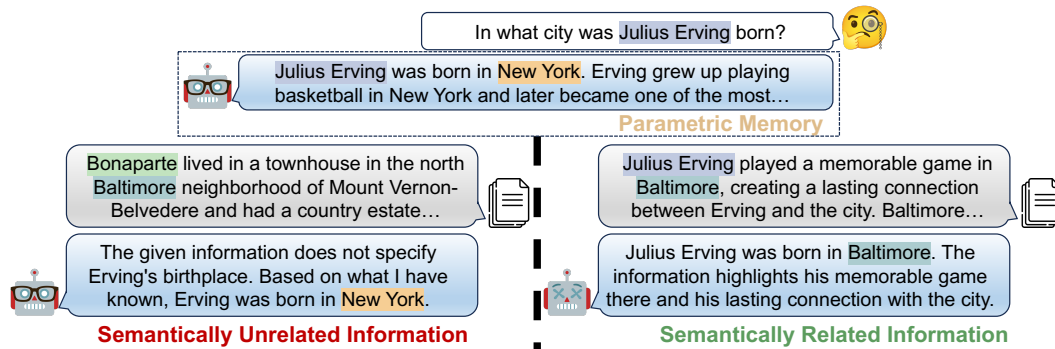 In what city was Julius Erving born?
Julius Erving was born in New York. Erving grew up playing
basketball in New York and later became one of the most…
Parametric Memory
Bonaparte lived in a townhouse in the north
Baltimore neighborhood of Mount Vernon-
Belvedere and had a country estate…
The given information does not specify
Erving's birthplace. Based on what I have
known, Erving was born in New York.
Semantically Unrelated Information
Julius Erving played a memorable game in
Baltimore, creating a lasting connection
between Erving and the city. Baltimore…
Julius Erving was born in Baltimore. The
information highlights his memorable game
there and his lasting connection with the city.
Semantically Related Information